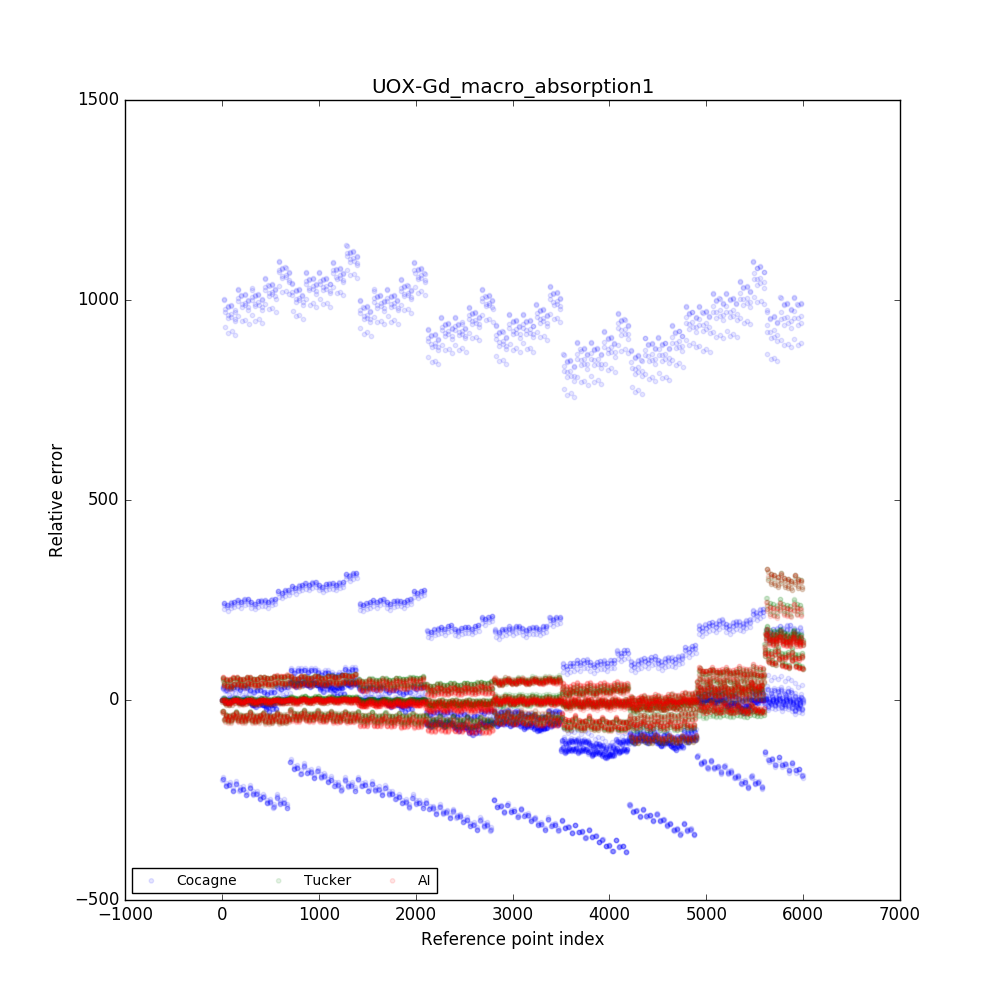 UOX-Gd_macro_absorption1
1500
1000
500
0
−500
Relative error
−1000 0 1000 2000 3000 4000 5000 6000 7000
Reference point index
Cocagne Tucker AI